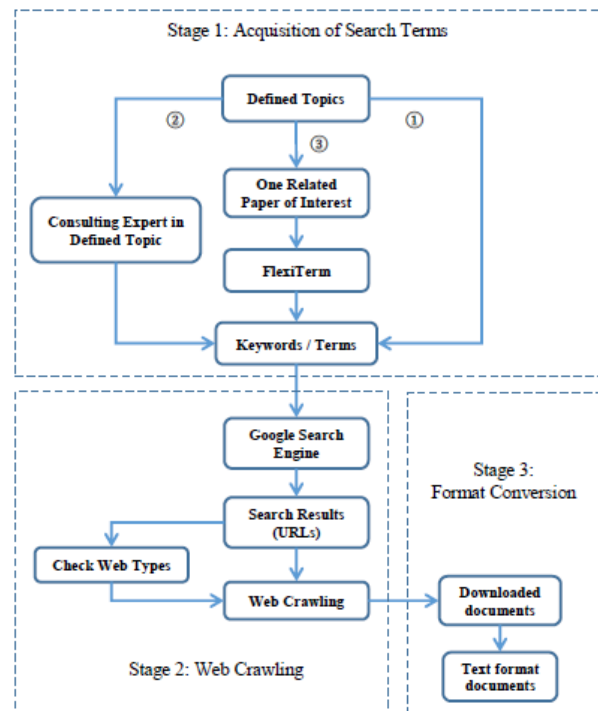 Stage 1: Acquisition of Search Terms
Defined Topics
②
①
③
One Related
Paper of Interest
Consulting Expert in
Defined Topic
FlexiTerm
Keywords / Terms
Google Search
Engine
Search Results
(URLs)
Check Web Types
Web Crawling
Stage 2: Web Crawling
Stage 3:
Format Conversion
Downloaded
documents
Text format
documents